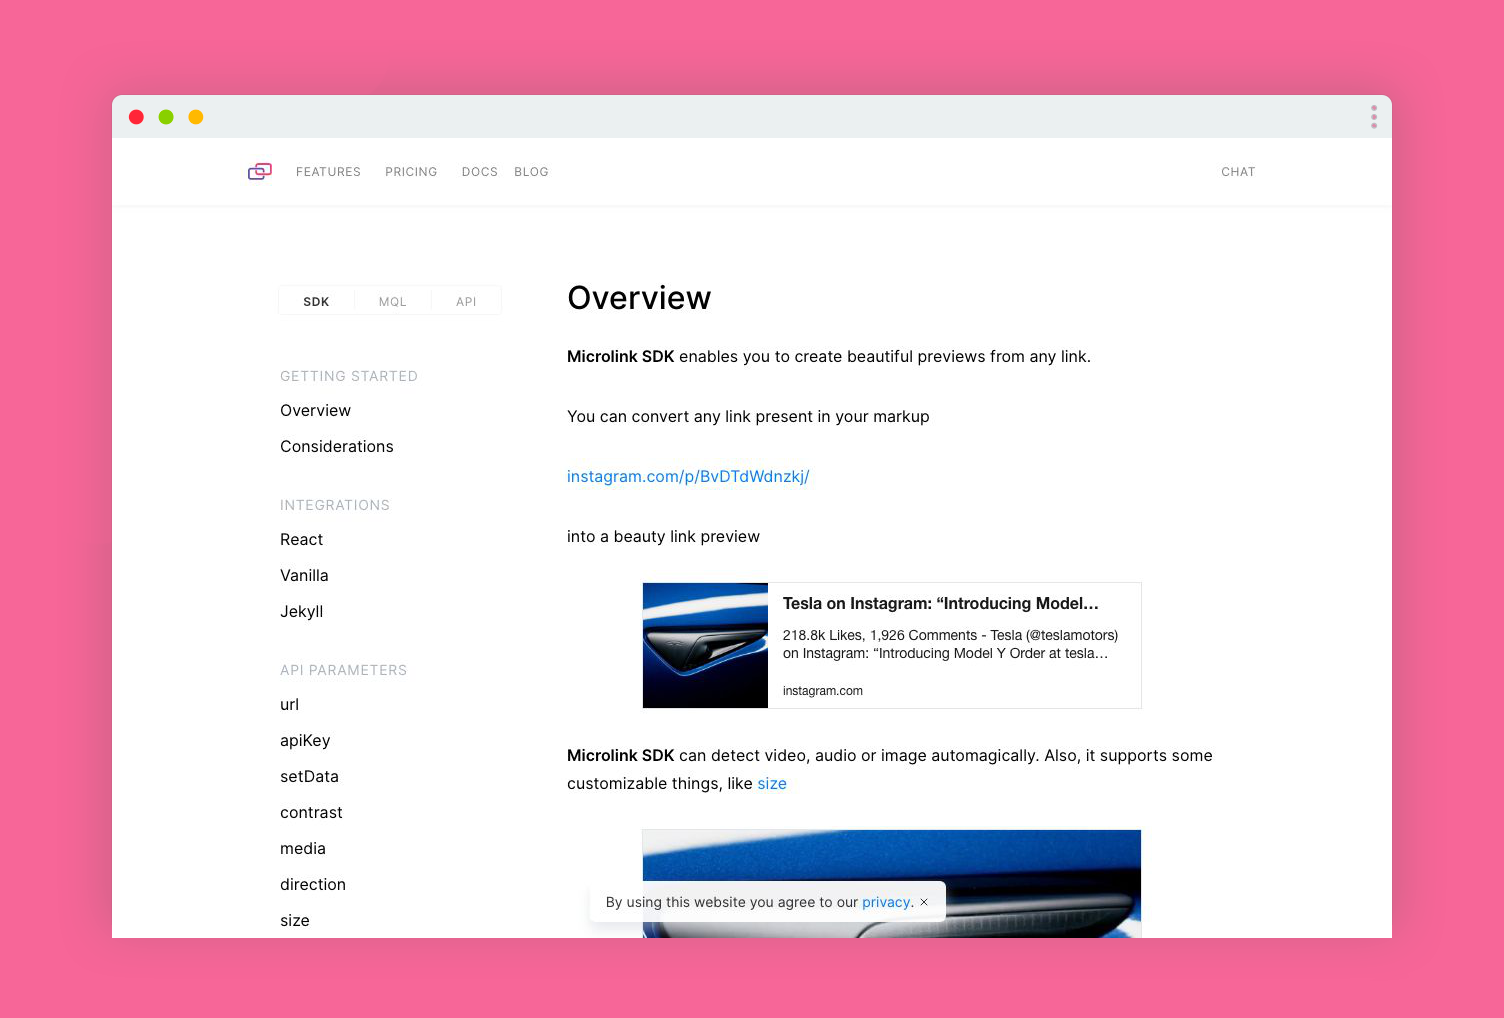 FEATURES PRICING DOCS BLOG CHAT
SDK MQL API
GETTING STARTED
Overview
Considerations
INTEGRATIONS
React
Vanilla
Jekyll
API PARAMETERS
url
apiKey
setData
contrast
media
direction
size
Overview
Microlink SDK enables you to create beautiful previews from any link.
You can convert any link present in your markup
instagram.com/p/BvDTdWdnzkj/
into a beauty link preview
Tesla on Instagram: “Introducing Model...
218.8k Likes, 1,926 Comments - Tesla (@teslamotors)
on Instagram: “Introducing Model Y Order at tesla...
instagram.com
Microlink SDK can detect video, audio or image automagically. Also, it supports some
customizable things, like size
By using this website you agree to our privacy. ×